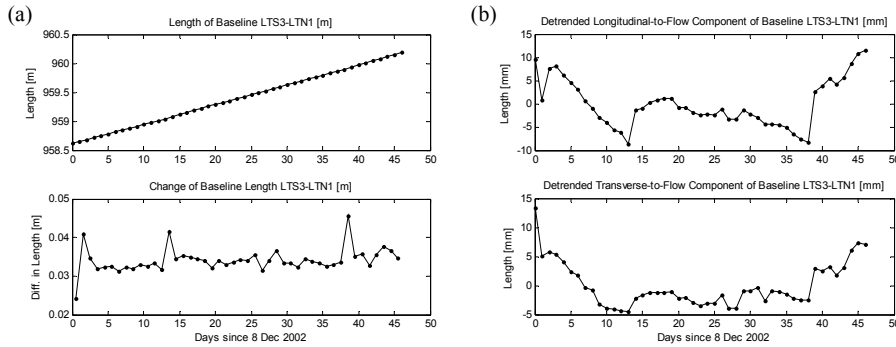 (a)
Length of Baseline LTS3-LTN1 [m]
Length [m]
960.5
960
959.5
959
958.5
0 5 10 15 20 25 30 35 40 45 50
Change of Baseline Length LTS3-LTN1 [m]
Diff. in Length [m]
0.05
0.04
0.03
0.02
0 5 10 15 20 25 30 35 40 45 50
Days since 8 Dec 2002
(b)
Detrended Longitudinal-to-Flow Component of Baseline LTS3-LTN1 [mm]
Length [mm]
15
10
5
0
-5
-10
0 5 10 15 20 25 30 35 40 45 50
Detrended Transverse-to-Flow Component of Baseline LTS3-LTN1 [mm]
Length [mm]
15
10
5
0
-5
0 5 10 15 20 25 30 35 40 45 50
Days since 8 Dec 2002